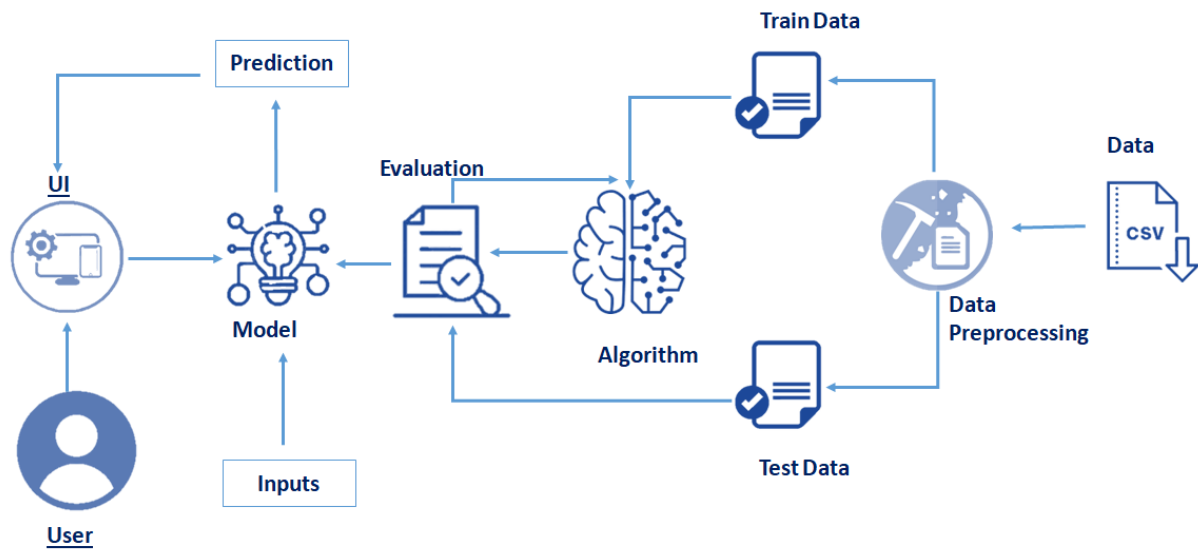 Train Data
Prediction
Data
Evaluation
UI
CSV
Data
Preprocessing
Model
Algorithm
Test Data
Inputs
User